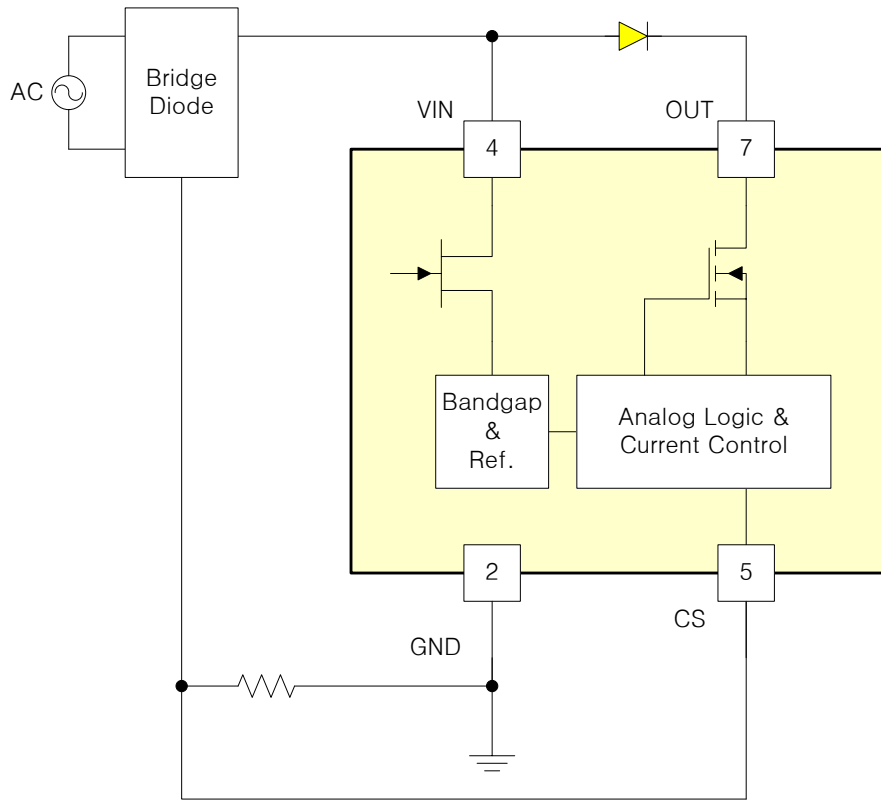 AC
Bridge
Diode
VIN
OUT
4
7
Bandgap
&
Ref.
Analog Logic &
Current Control
2
5
GND
CS